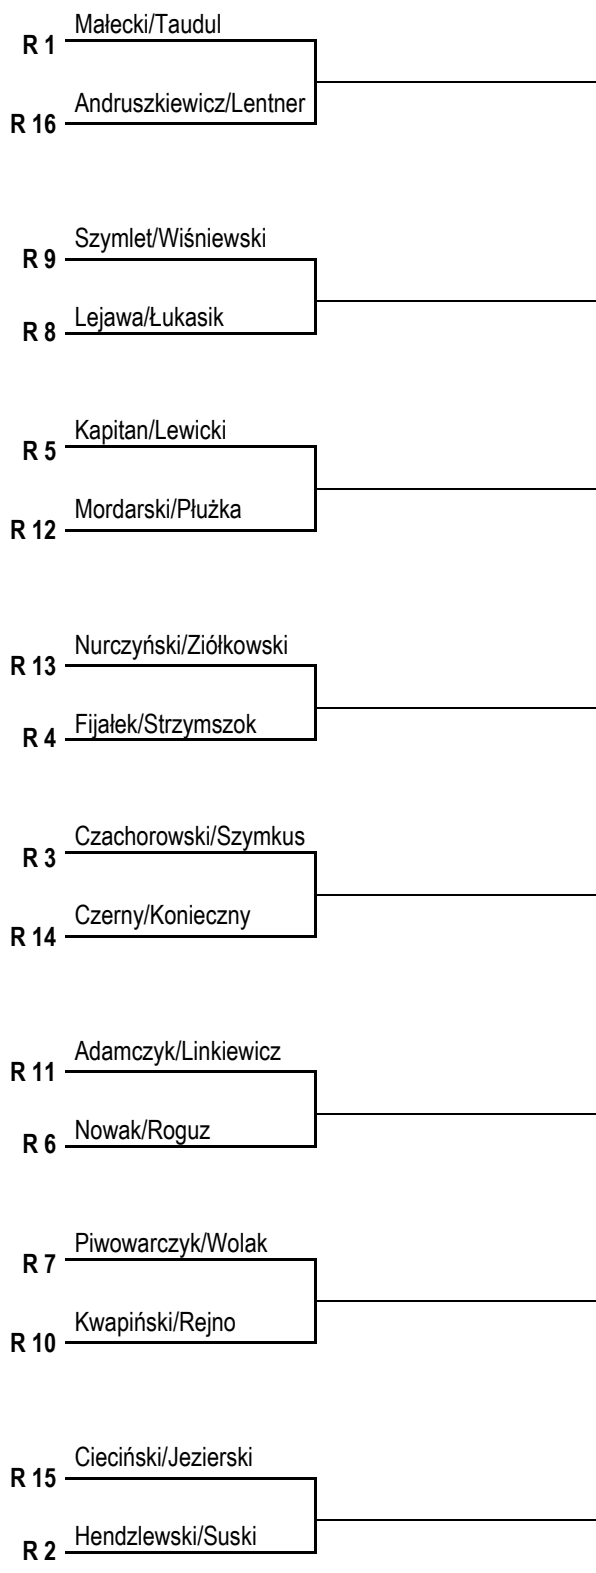 Małecki/Taudul
R 1
Andruszkiewicz/Lentner
R 16
Szymlet/Wiśniewski
R 9
Lejawa/Łukasik
R 8
Kapitan/Lewicki
R 5
Mordarski/Płużka
R 12
Nurczyński/Ziółkowski
R 13
Fijałek/Strzymszok
R 4
Czachorowski/Szymkus
R 3
Czerny/Konieczny
R 14
Adamczyk/Linkiewicz
R 11
Nowak/Roguz
R 6
Piwowarczyk/Wolak
R 7
Kwapiński/Rejno
R 10
Cieciński/Jezierski
R 15
Hendzlewski/Suski
R 2